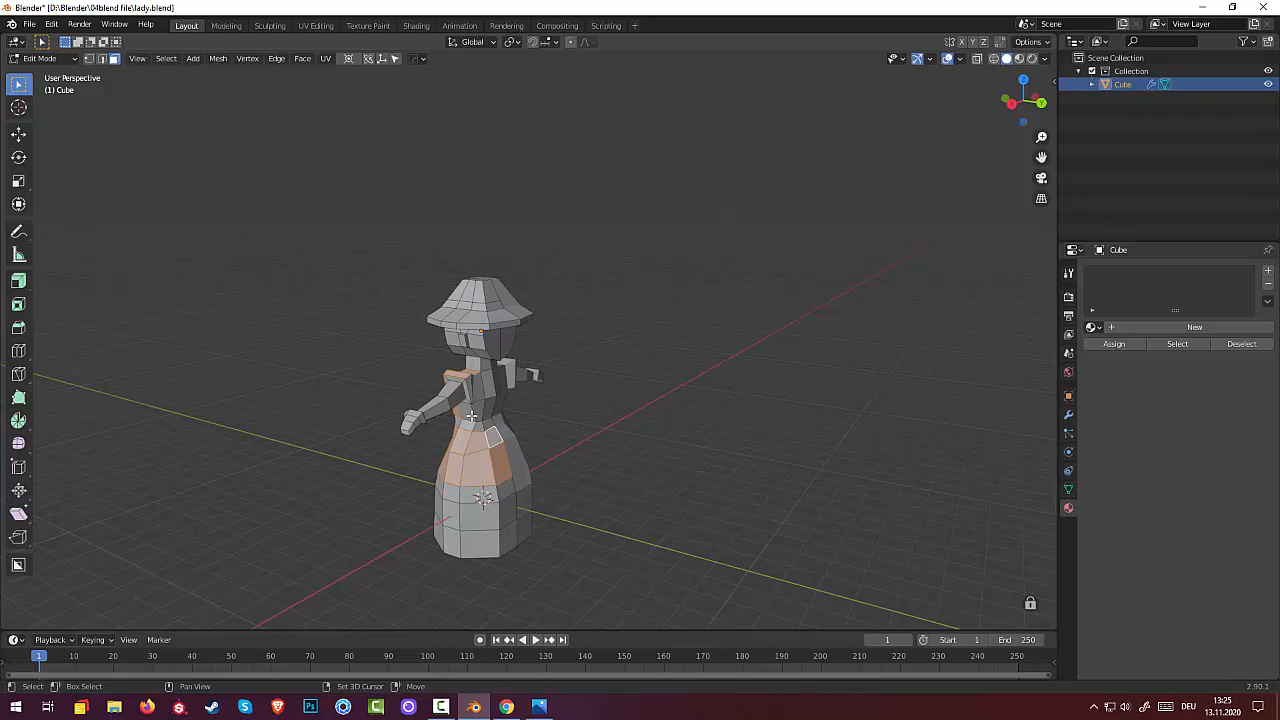 Blender* [D:\Blender\04blend file\lady.blend]
File Edit Render Window Help Layout Modeling Sculpting UV Editing Texture Paint Shading Animation Rendering Compositing Scripting + Scene View Layer
Global Options
Edit Mode View Select Add Mesh Vertex Edge Face UV
User Perspective
(1) Cube
Scene Collection
Collection
Cube
Z
Y
X
Cube
New
Assign Select Deselect
Playback Keying View Marker 1 Start 1 End 250
1 10 20 30 40 50 60 70 80 90 100 110 120 130 140 150 160 170 180 190 200 210 220 230 240 250
Select Box Select Pan View Set 3D Cursor Move 2.90.1
DEU 13:25
13.11.2020